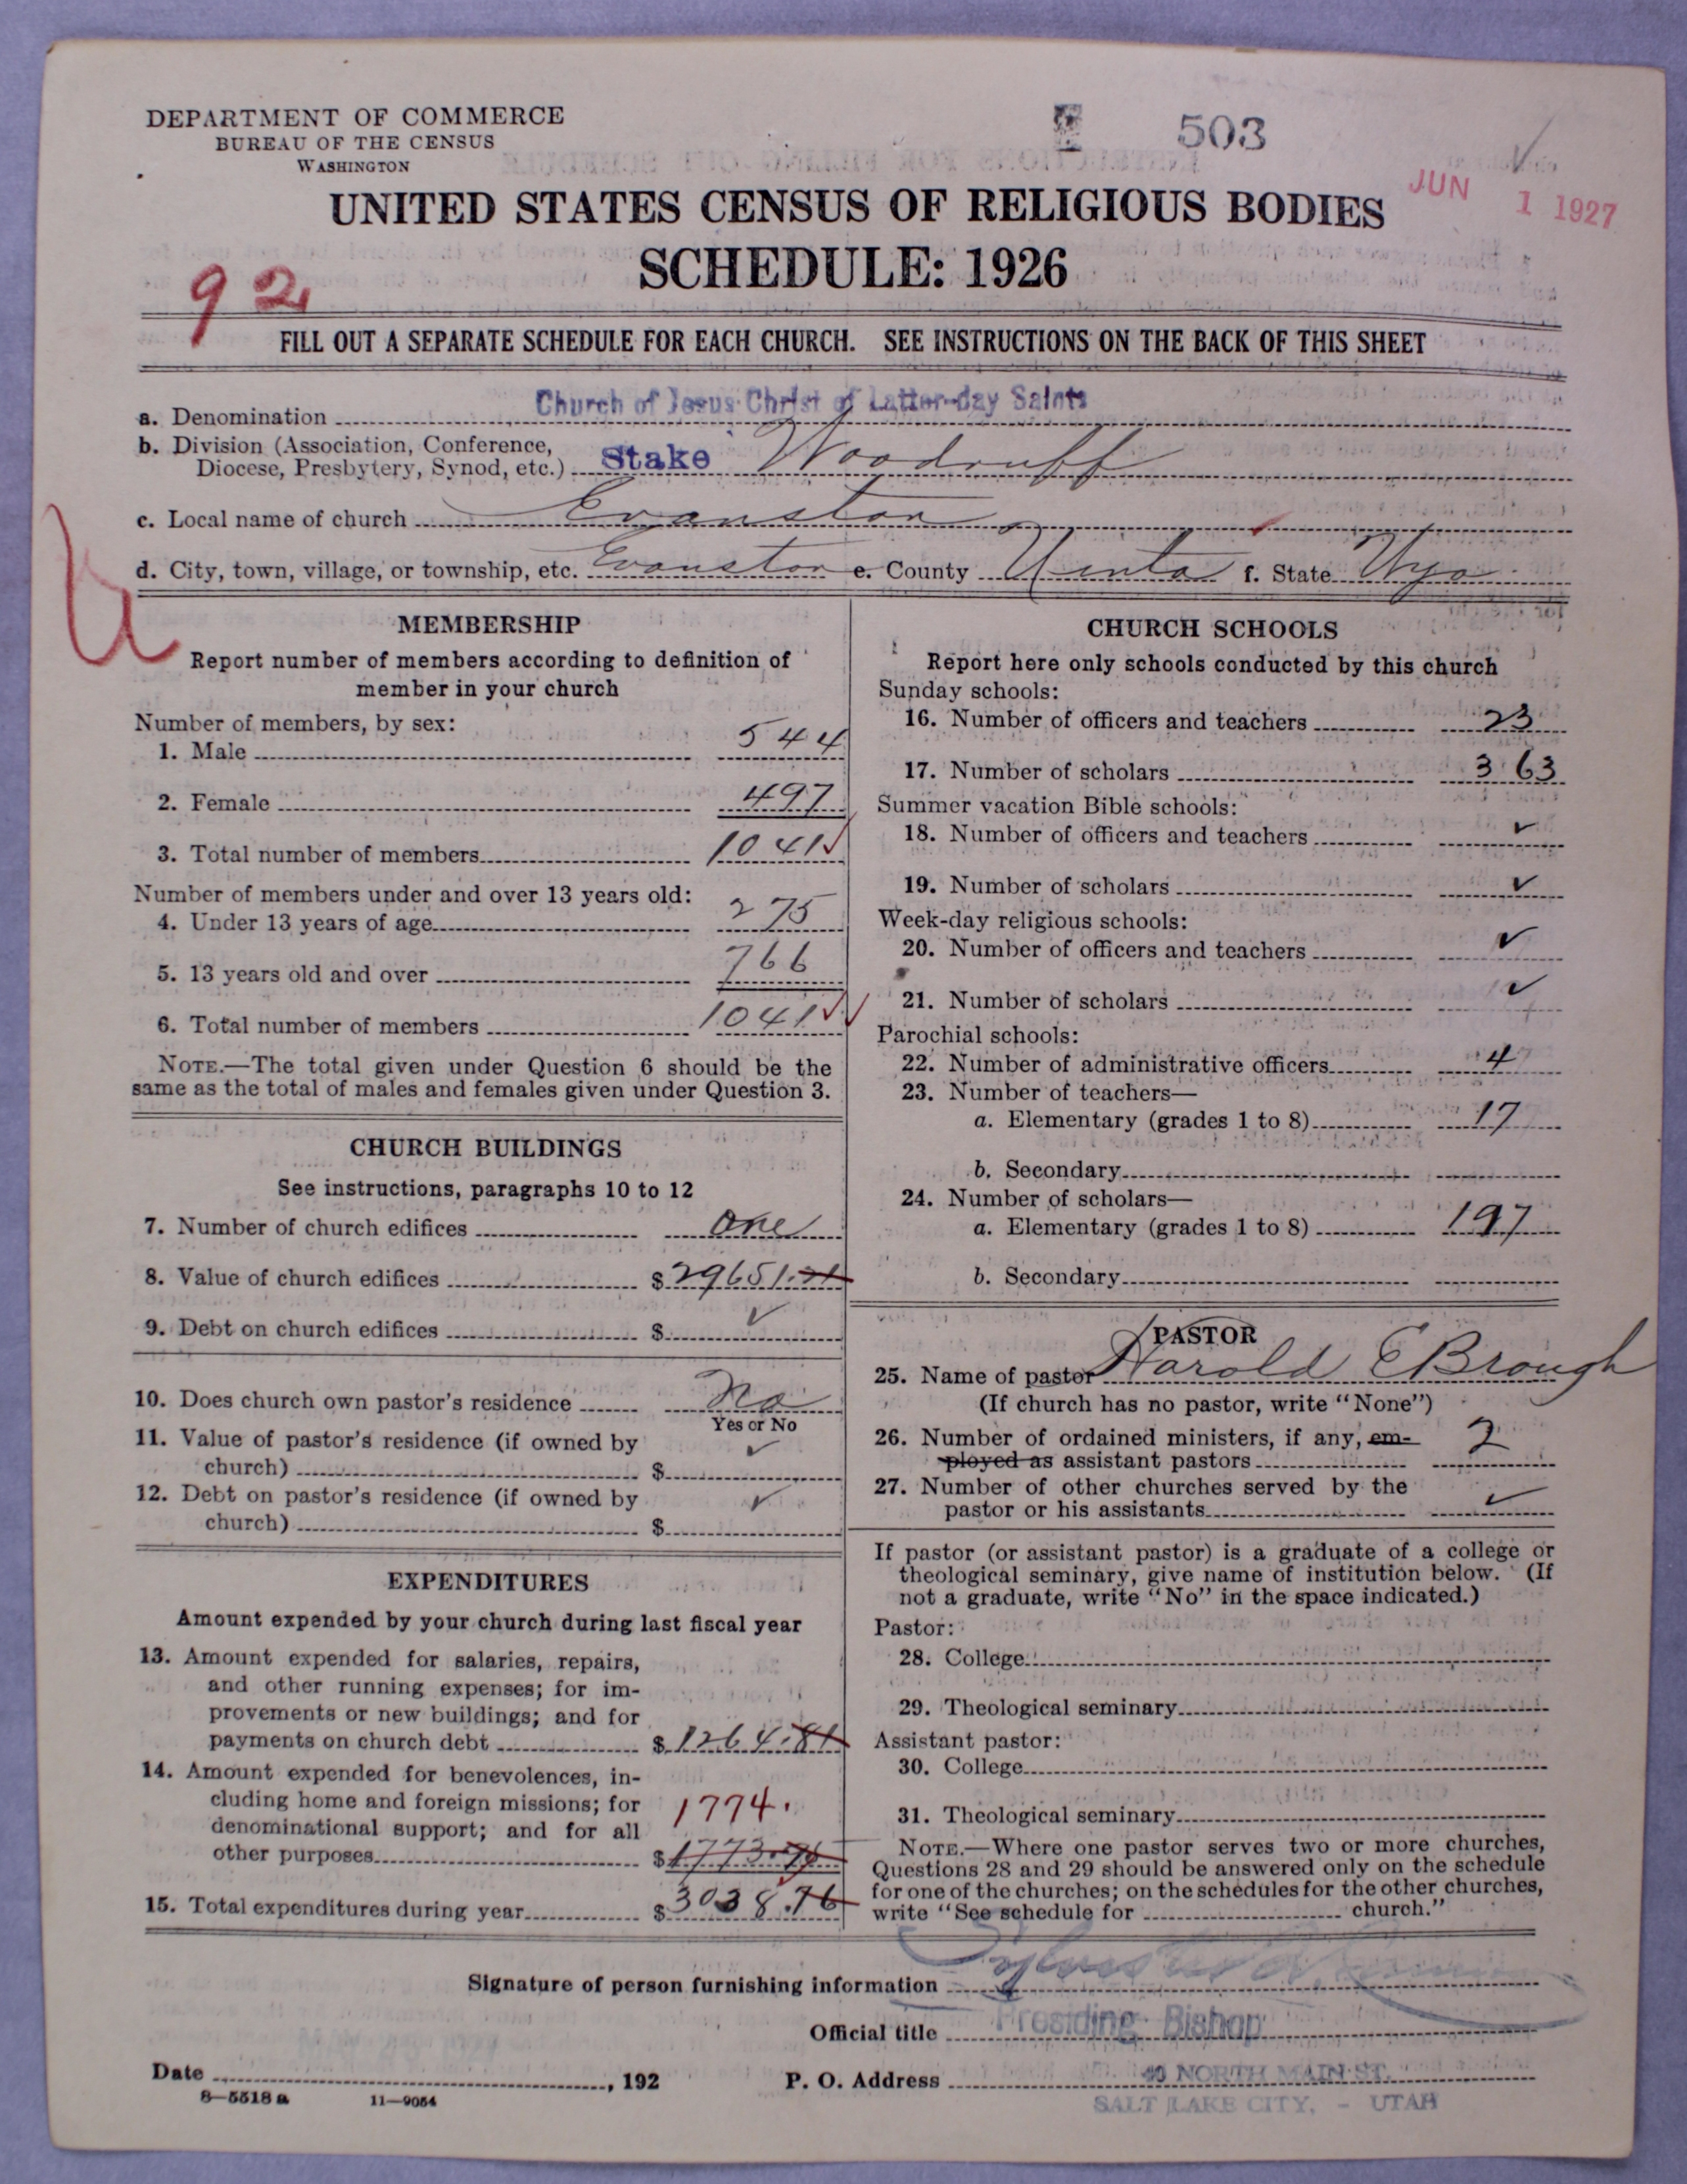 DEPARTMENT OF COMMERCE
BUREAU OF THE CENSUS
WASHINGTON
503
JUN 1 1927
UNITED STATES CENSUS OF RELIGIOUS BODIES
SCHEDULE: 1926
92
FILL OUT A SEPARATE SCHEDULE FOR EACH CHURCH. SEE INSTRUCTIONS ON THE BACK OF THIS SHEET
a. Denomination Church of Jesus Christ of Latter-day Saints
b. Division (Association, Conference,
Diocese, Presbytery, Synod, etc.) Stake Woodruff
c. Local name of church Evanston
d. City, town, village, or township, etc. Evanston e. County Uinta f. State Wyo
MEMBERSHIP
Report number of members according to definition of
member in your church
Number of members, by sex:
1. Male 544
2. Female 497
3. Total number of members 1041 ✓
Number of members under and over 13 years old:
4. Under 13 years of age 275
5. 13 years old and over 766
6. Total number of members 1041 ✓✓
NOTE.—The total given under Question 6 should be the
same as the total of males and females given under Question 3.
CHURCH BUILDINGS
See instructions, paragraphs 10 to 12
7. Number of church edifices One
8. Value of church edifices $ 29651.21
9. Debt on church edifices $ ✓
10. Does church own pastor's residence No
Yes or No
11. Value of pastor's residence (if owned by
church) $ ✓
12. Debt on pastor's residence (if owned by
church) $ ✓
EXPENDITURES
Amount expended by your church during last fiscal year
13. Amount expended for salaries, repairs,
and other running expenses; for im-
provements or new buildings; and for
payments on church debt $ 1264.81
14. Amount expended for benevolences, in-
cluding home and foreign missions; for
denominational support; and for all
1774.
other purposes $ 1773.95
15. Total expenditures during year $ 3038.76
CHURCH SCHOOLS
Report here only schools conducted by this church
Sunday schools:
16. Number of officers and teachers 23
17. Number of scholars 363
Summer vacation Bible schools:
18. Number of officers and teachers ✓
19. Number of scholars ✓
Week-day religious schools:
20. Number of officers and teachers ✓
21. Number of scholars ✓
Parochial schools:
22. Number of administrative officers 4
23. Number of teachers—
a. Elementary (grades 1 to 8) 17
b. Secondary
24. Number of scholars—
a. Elementary (grades 1 to 8) 197
b. Secondary
PASTOR
25. Name of pastor Harold E Brough
(If church has no pastor, write "None")
26. Number of ordained ministers, if any, em-
ployed as assistant pastors 2
27. Number of other churches served by the
pastor or his assistants ✓
If pastor (or assistant pastor) is a graduate of a college or
theological seminary, give name of institution below. (If
not a graduate, write "No" in the space indicated.)
Pastor:
28. College
29. Theological seminary
Assistant pastor:
30. College
31. Theological seminary
NOTE.—Where one pastor serves two or more churches,
Questions 28 and 29 should be answered only on the schedule
for one of the churches; on the schedules for the other churches,
write "See schedule for church."
Signature of person furnishing information
Official title Presiding Bishop
Date , 192 P. O. Address 40 NORTH MAIN ST.
SALT LAKE CITY, - UTAH
8—5518 a 11—9054